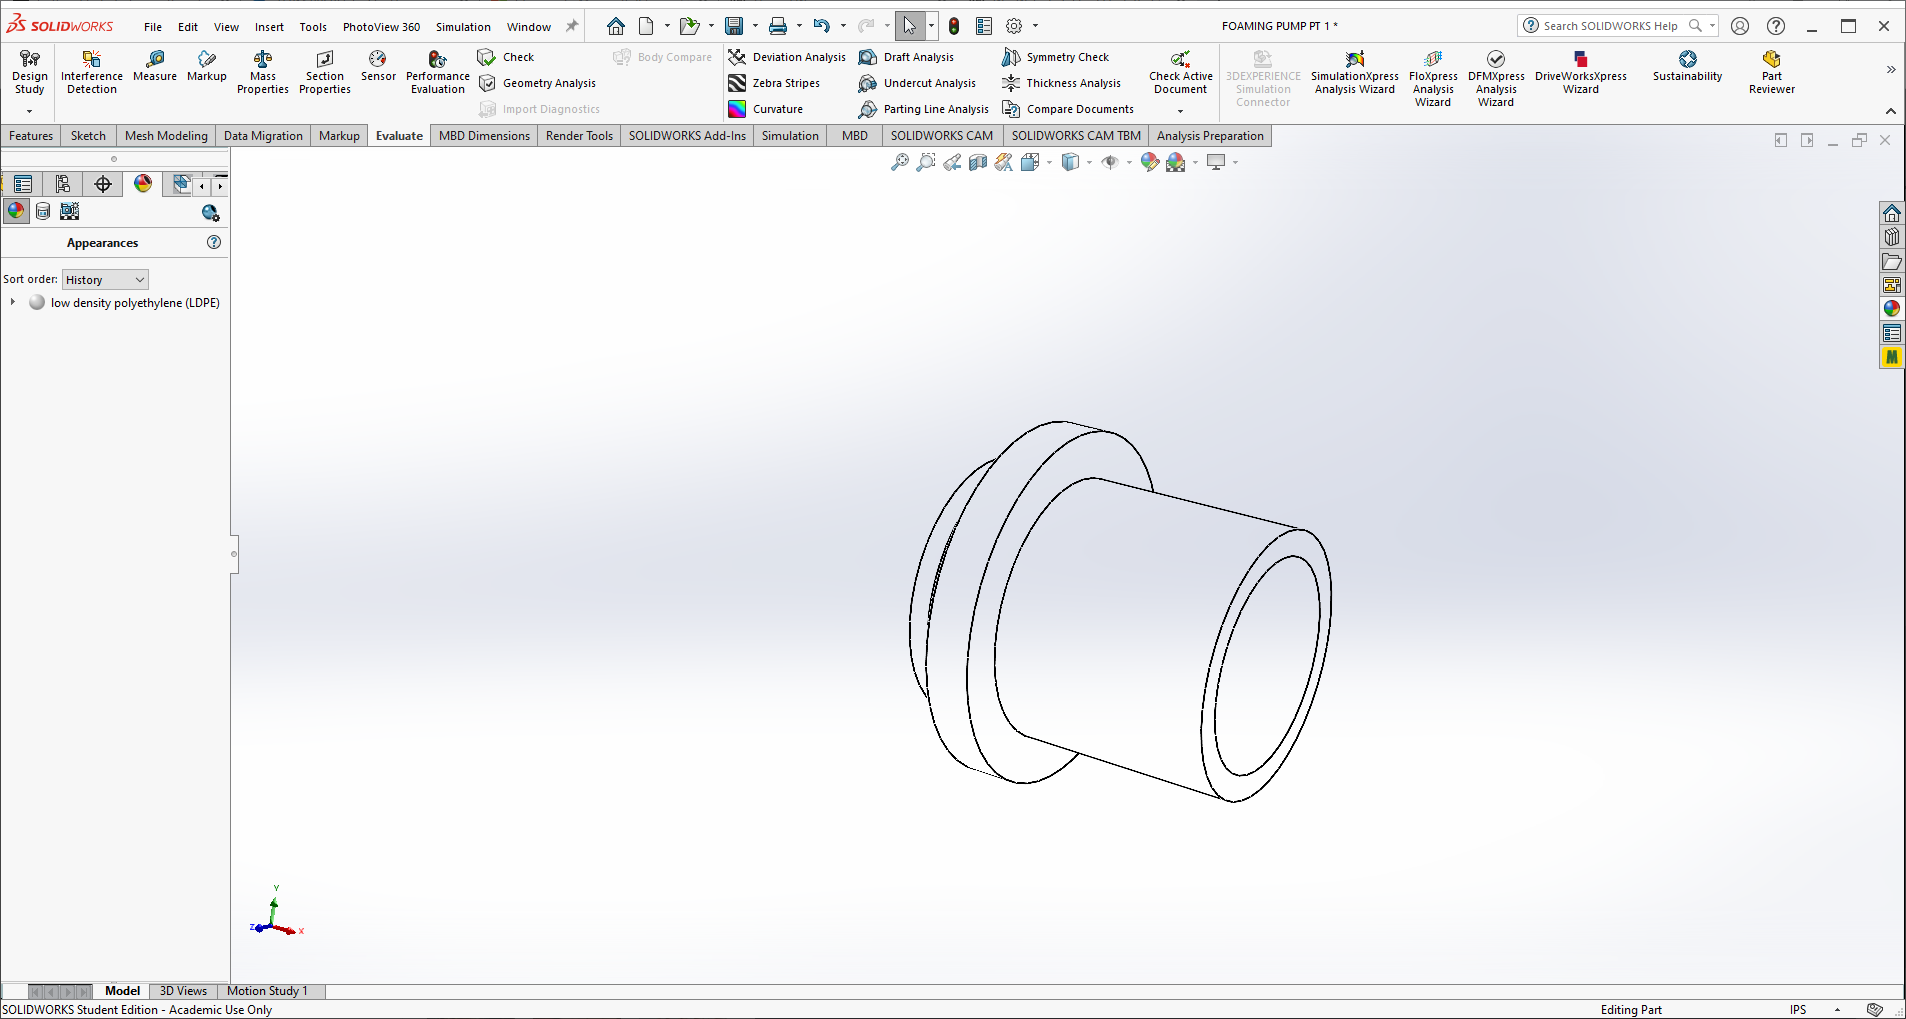 SOLIDWORKS File Edit View Insert Tools PhotoView 360 Simulation Window FOAMING PUMP PT 1 * Search SOLIDWORKS Help
Design Study
Interference Detection
Measure
Markup
Mass Properties
Section Properties
Sensor
Performance Evaluation
Check
Geometry Analysis
Import Diagnostics
Body Compare
Deviation Analysis
Zebra Stripes
Curvature
Draft Analysis
Undercut Analysis
Parting Line Analysis
Symmetry Check
Thickness Analysis
Compare Documents
Check Active Document
3DEXPERIENCE Simulation Connector
SimulationXpress Analysis Wizard
FloXpress Analysis Wizard
DFMXpress Analysis Wizard
DriveWorksXpress Wizard
Sustainability
Part Reviewer
Features Sketch Mesh Modeling Data Migration Markup Evaluate MBD Dimensions Render Tools SOLIDWORKS Add-Ins Simulation MBD SOLIDWORKS CAM SOLIDWORKS CAM TBM Analysis Preparation
Appearances
Sort order: History
low density polyethylene (LDPE)
M
Y
Z
X
Model 3D Views Motion Study 1
SOLIDWORKS Student Edition - Academic Use Only Editing Part IPS